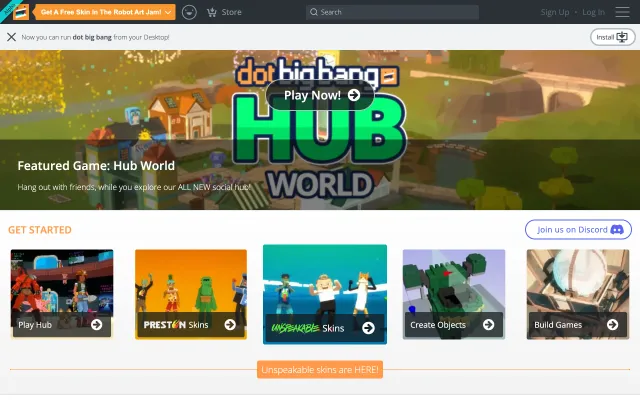 Get A Free Skin In The Robot Art Jam!
Store
Search
Sign Up • Log In
Now you can run dot big bang from your Desktop!
Install
dotbigbang
Play Now!
HUB
WORLD
Featured Game: Hub World
Hang out with friends, while you explore our ALL NEW social hub!
GET STARTED
Join us on Discord
Play Hub
PRESTON Skins
UNSPEAKABLE Skins
Create Objects
Build Games
Unspeakable skins are HERE!